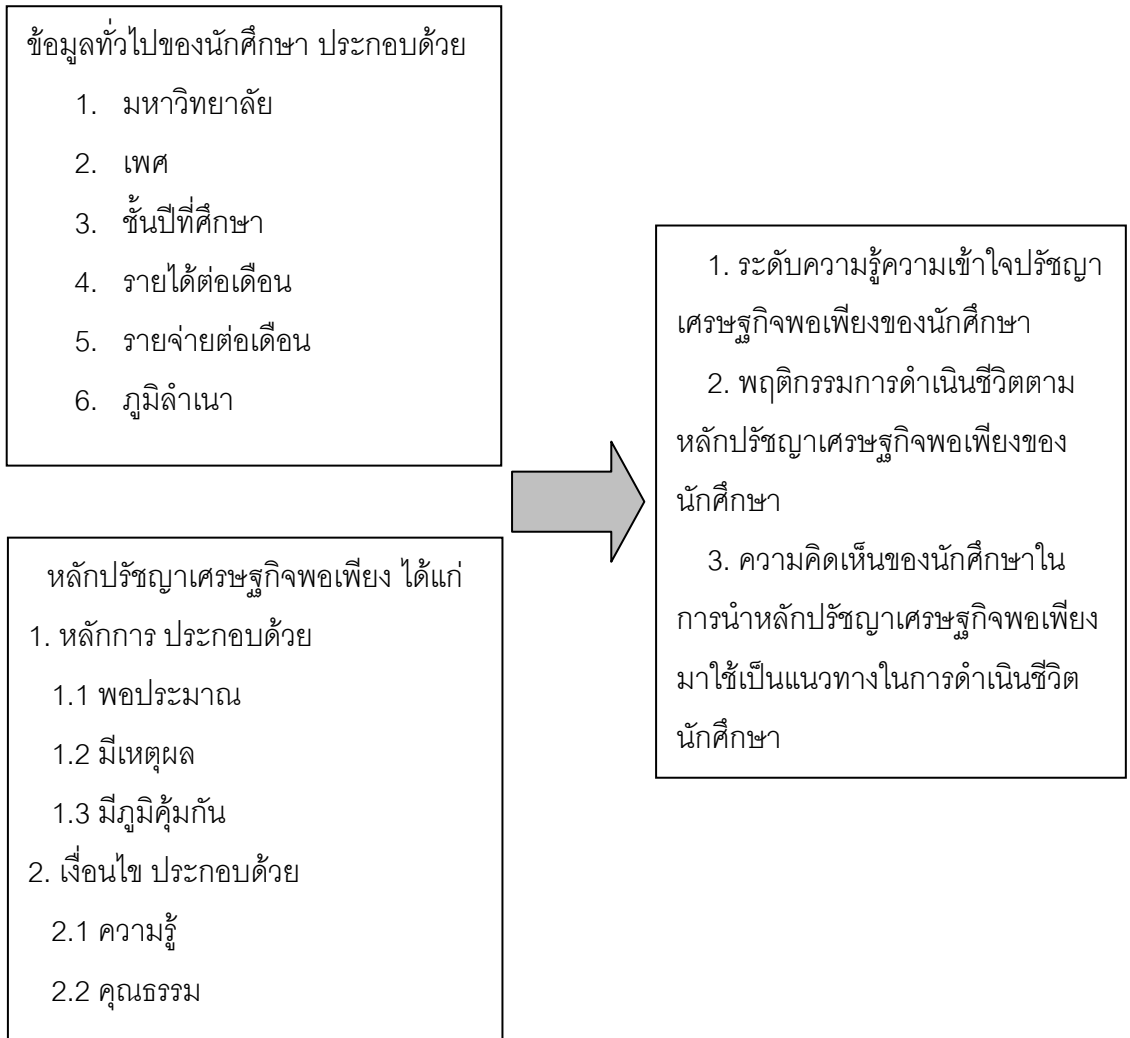 ข้อมูลทั่วไปของนักศึกษา ประกอบด้วย
1. มหาวิทยาลัย
2. เพศ
3. ชั้นปีที่ศึกษา
4. รายได้ต่อเดือน
5. รายจ่ายต่อเดือน
6. ภูมิลำเนา
หลักปรัชญาเศรษฐกิจพอเพียง ได้แก่
1. หลักการ ประกอบด้วย
1.1 พอประมาณ
1.2 มีเหตุผล
1.3 มีภูมิคุ้มกัน
2. เงื่อนไข ประกอบด้วย
2.1 ความรู้
2.2 คุณธรรม
1. ระดับความรู้ความเข้าใจปรัชญา
เศรษฐกิจพอเพียงของนักศึกษา
2. พฤติกรรมการดำเนินชีวิตตาม
หลักปรัชญาเศรษฐกิจพอเพียงของ
นักศึกษา
3. ความคิดเห็นของนักศึกษาใน
การนำหลักปรัชญาเศรษฐกิจพอเพียง
มาใช้เป็นแนวทางในการดำเนินชีวิต
นักศึกษา